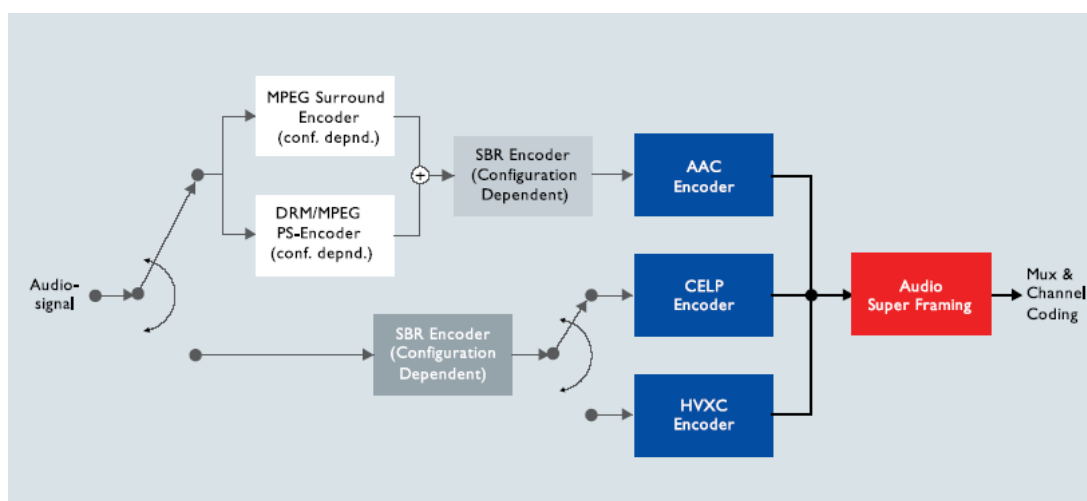 MPEG Surround
Encoder
(conf. depnd.)
SBR Encoder
(Configuration
Dependent)
AAC
Encoder
DRM/MPEG
PS-Encoder
(conf. depnd.)
Audio-
signal
CELP
Encoder
Audio
Super Framing
Mux &
Channel
Coding
SBR Encoder
(Configuration
Dependent)
HVXC
Encoder